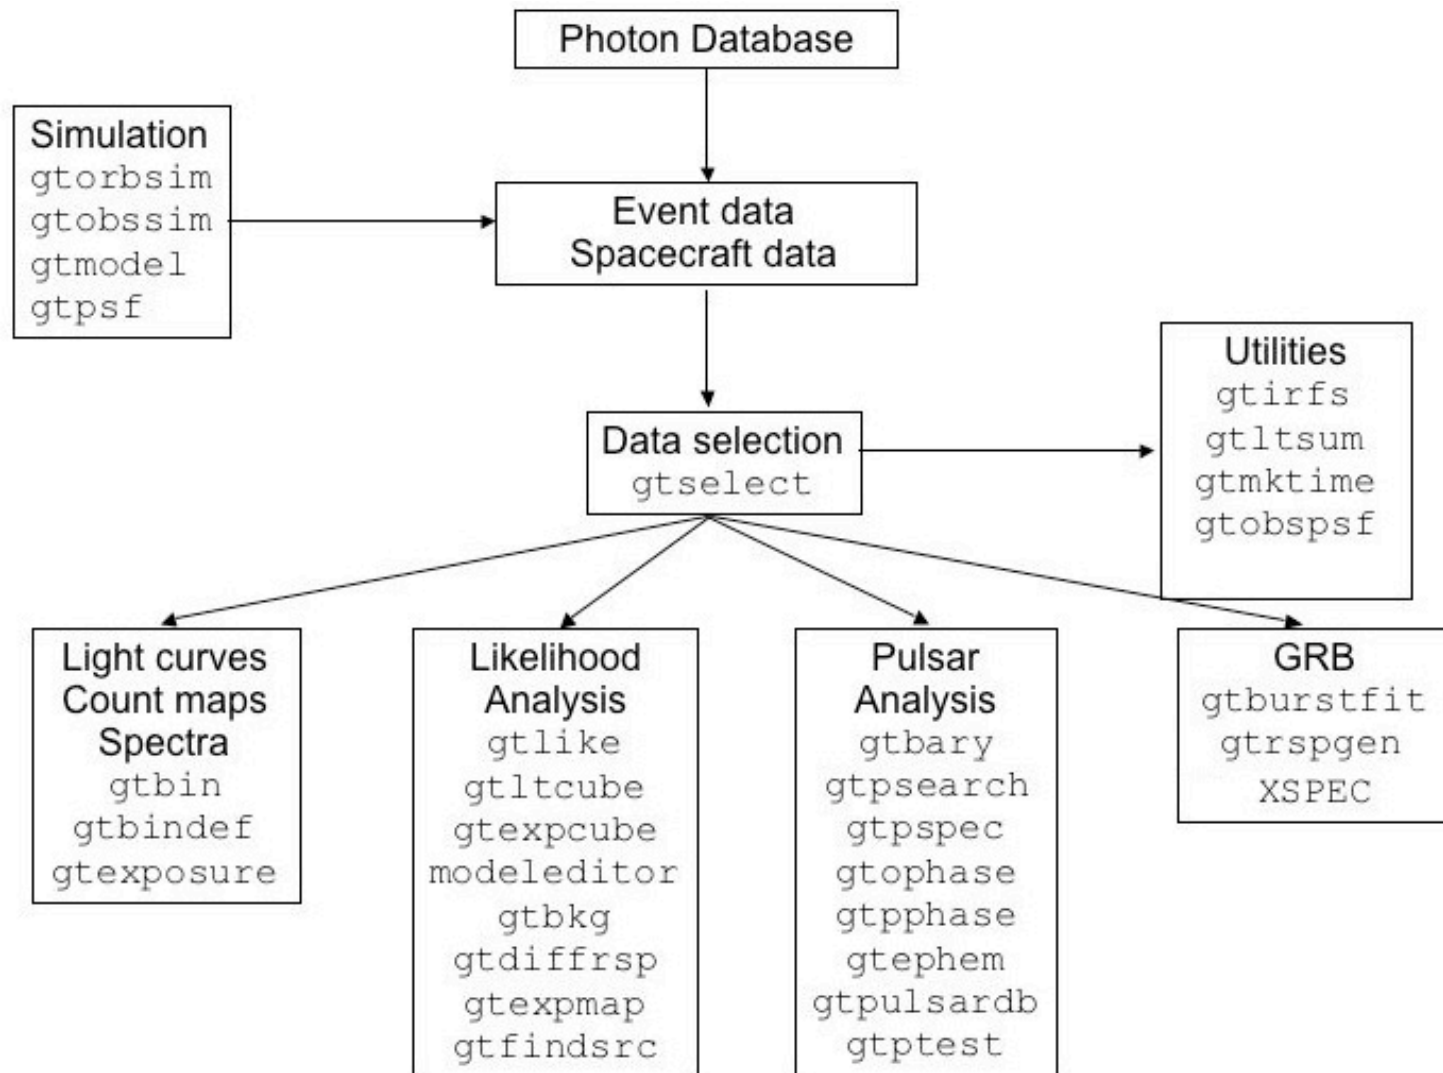 Photon Database
Simulation
gtorbsim
gtobssim
gtmodel
gtpsf
Event data
Spacecraft data
Data selection
gtselect
Utilities
gtirfs
gtltsum
gtmktime
gtobspsf
Light curves
Count maps
Spectra
gtbin
gtbindef
gtexposure
Likelihood
Analysis
gtlike
gtltcube
gtexpcube
modeleditor
gtbkg
gtdiffrsp
gtexpmap
gtfindsrc
Pulsar
Analysis
gtbary
gtpsearch
gtpspec
gtophase
gtpphase
gtephem
gtpulsardb
gtptest
GRB
gtburstfit
gtrspgen
XSPEC